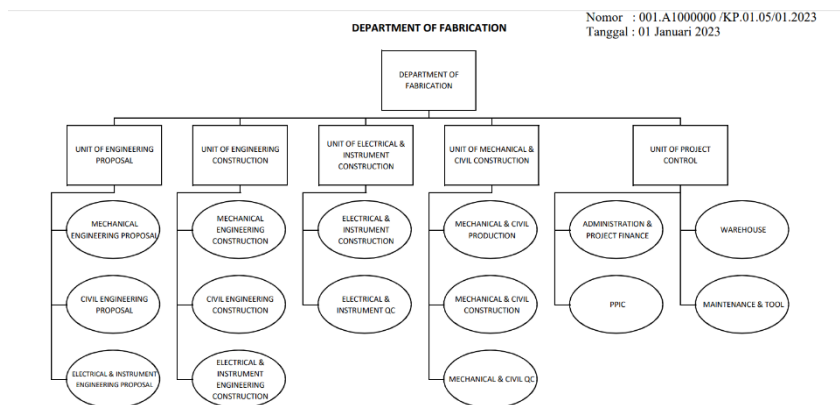 Nomor : 001.A1000000 /KP.01.05/01.2023
DEPARTMENT OF FABRICATION
Tanggal : 01 Januari 2023
DEPARTMENT OF
FABRICATION
UNIT OF ENGINEERING
PROPOSAL
UNIT OF ENGINEERING
CONSTRUCTION
UNIT OF ELECTRICAL &
INSTRUMENT
CONSTRUCTION
UNIT OF MECHANICAL &
CIVIL CONSTRUCTION
UNIT OF PROJECT
CONTROL
MECHANICAL
ENGINEERING PROPOSAL
MECHANICAL
ENGINEERING
CONSTRUCTION
ELECTRICAL &
INSTRUMENT
CONSTRUCTION
MECHANICAL & CIVIL
PRODUCTION
ADMINISTRATION &
PROJECT FINANCE
WAREHOUSE
CIVIL ENGINEERING
PROPOSAL
CIVIL ENGINEERING
CONSTRUCTION
ELECTRICAL &
INSTRUMENT QC
MECHANICAL & CIVIL
CONSTRUCTION
PPIC
MAINTENANCE & TOOL
ELECTRICAL & INSTRUMENT
ENGINEERING PROPOSAL
ELECTRICAL &
INSTRUMENT
ENGINEERING
CONSTRUCTION
MECHANICAL & CIVIL QC